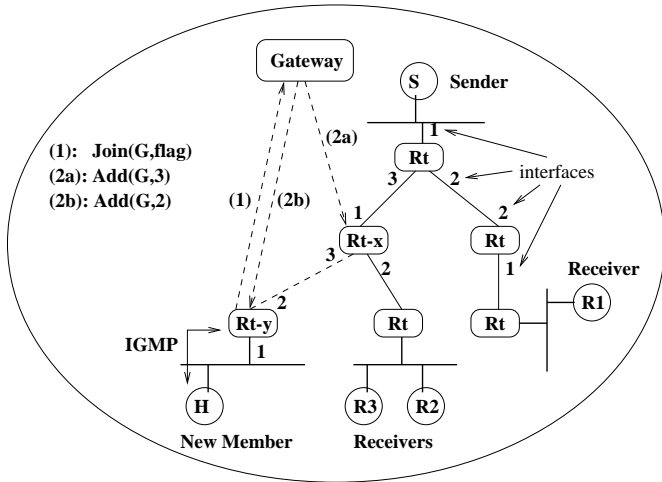 Gateway
S
Sender
(1): Join(G,flag)
(2a): Add(G,3)
(2b): Add(G,2)
(2a)
1
Rt
3
2
interfaces
(1)
(2b)
1
2
Rt-x
Rt
3
2
1
Receiver
2
R1
Rt-y
Rt
Rt
IGMP
1
H
R3
R2
New Member
Receivers